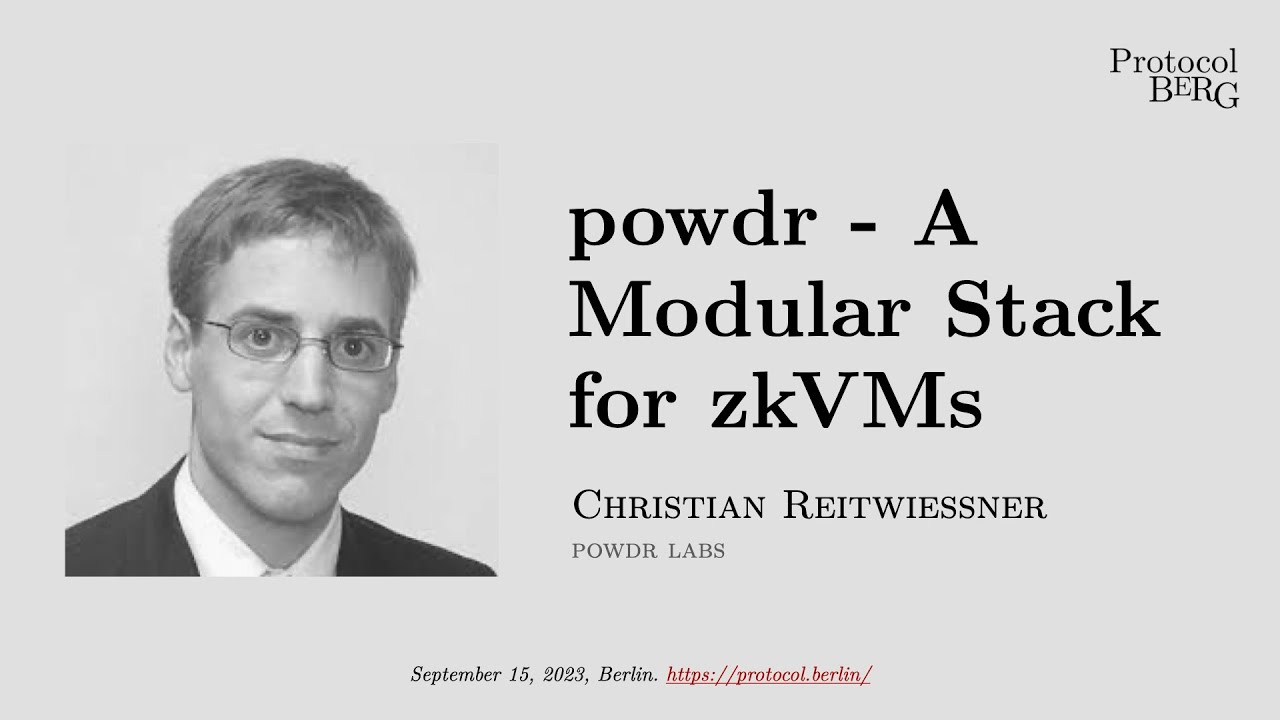 Protocol
BERG
powdr - A
Modular Stack
for zkVMs
Christian Reitwiessner
powdr labs
September 15, 2023, Berlin. https://protocol.berlin/